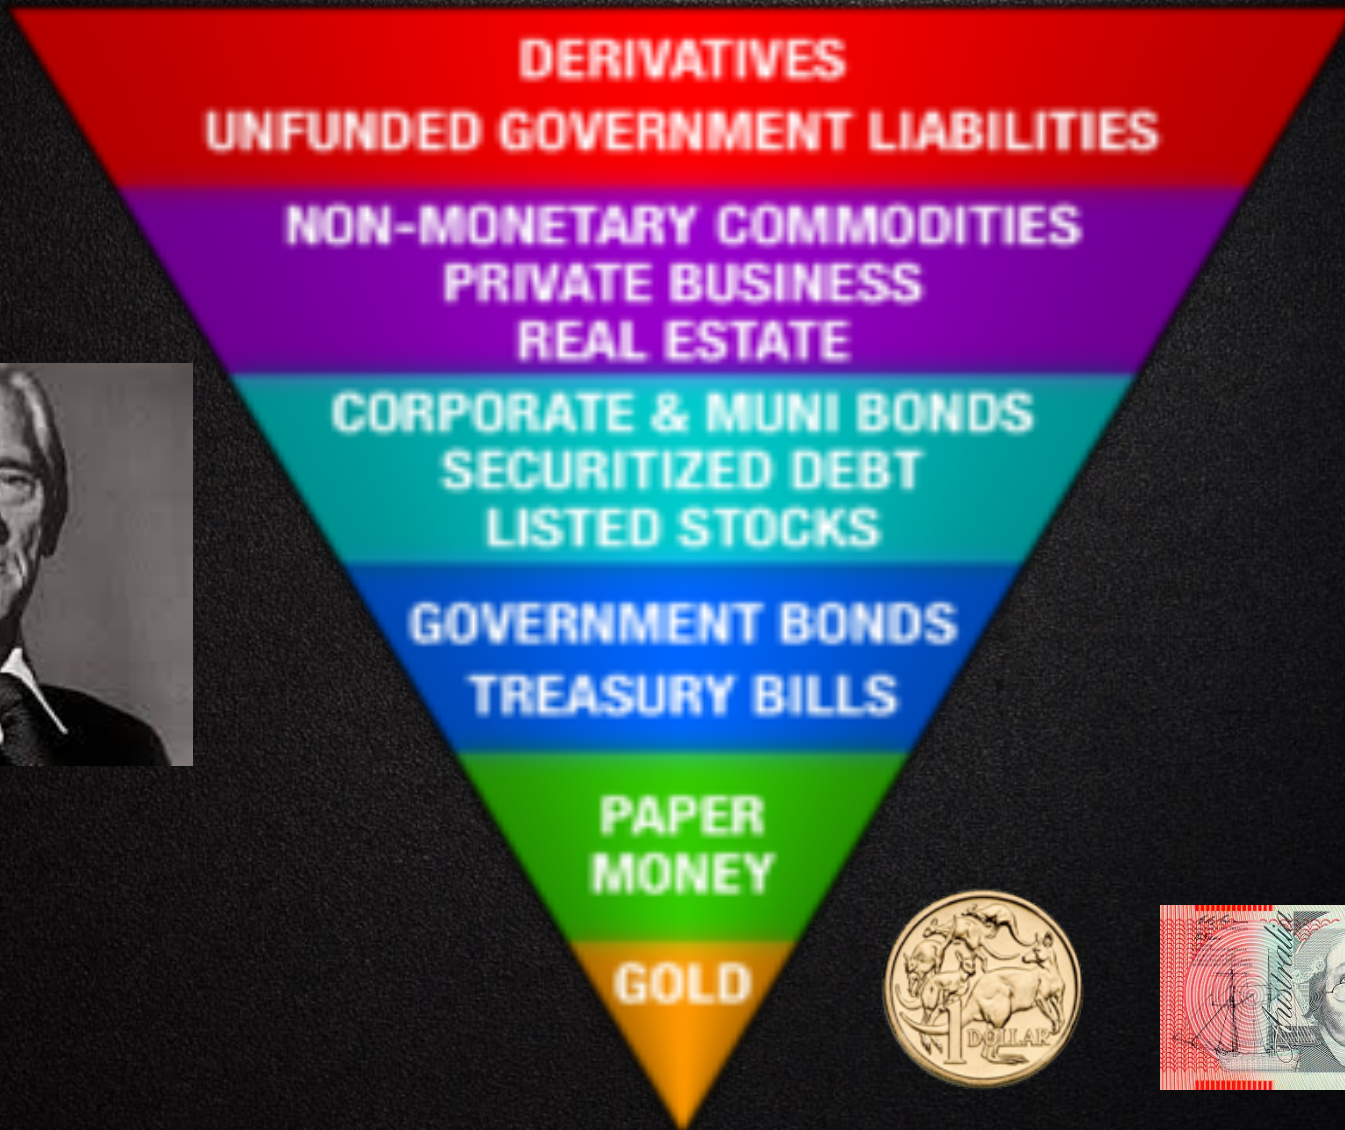 DERIVATIVES
UNFUNDED GOVERNMENT LIABILITIES
NON-MONETARY COMMODITIES
PRIVATE BUSINESS
REAL ESTATE
CORPORATE & MUNI BONDS
SECURITIZED DEBT
LISTED STOCKS
GOVERNMENT BONDS
TREASURY BILLS
PAPER
MONEY
GOLD
1
DOLLAR
Australia